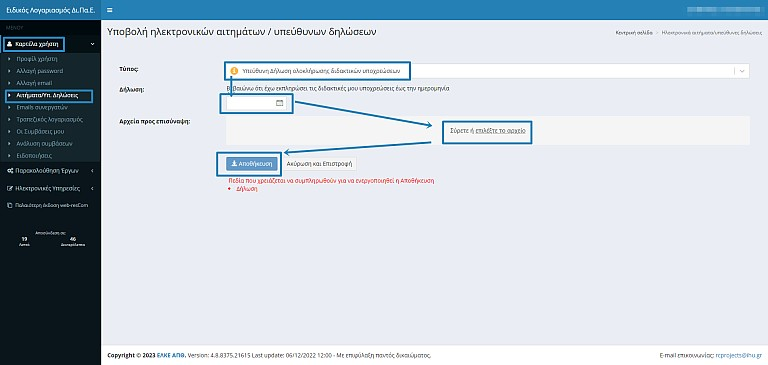 Ειδικός Λογαριασμός Δι.Πα.Ε.
ΜΕΝΟΥ
Καρτέλα χρήστη
Προφίλ χρήστη
Αλλαγή password
Αλλαγή email
Αιτήματα/Υπ. Δηλώσεις
Emails συνεργατών
Τραπεζικός λογαριασμός
Οι Συμβάσεις μου
Ανάλυση συμβάσεων
Ειδοποιήσεις
Παρακολούθηση Έργων
Ηλεκτρονικές Υπηρεσίες
Παλαιότερη έκδοση web-resCom
Αποσύνδεση σε:
19 46
Λεπτά Δευτερόλεπτα
Υποβολή ηλεκτρονικών αιτημάτων / υπεύθυνων δηλώσεων
Κεντρική σελίδα > Ηλεκτρονικά αιτήματα/υπεύθυνες δηλώσεις
Τύπος:
Υπεύθυνη Δήλωση ολοκλήρωσης διδακτικών υποχρεώσεων
Δήλωση:
Βεβαιώνω ότι έχω εκπληρώσει τις διδακτικές μου υποχρεώσεις έως την ημερομηνία
Αρχεία προς επισύναψη:
Σύρετε ή επιλέξτε το αρχείο
Αποθήκευση
Ακύρωση και Επιστροφή
Πεδία που χρειάζεται να συμπληρωθούν για να ενεργοποιηθεί η Αποθήκευση
Δήλωση
Copyright © 2023 ΕΛΚΕ ΑΠΘ. Version: 4.8.8375.21615 Last update: 06/12/2022 12:00 - Με επιφύλαξη παντός δικαιώματος.
E-mail επικοινωνίας: rcprojects@ihu.gr